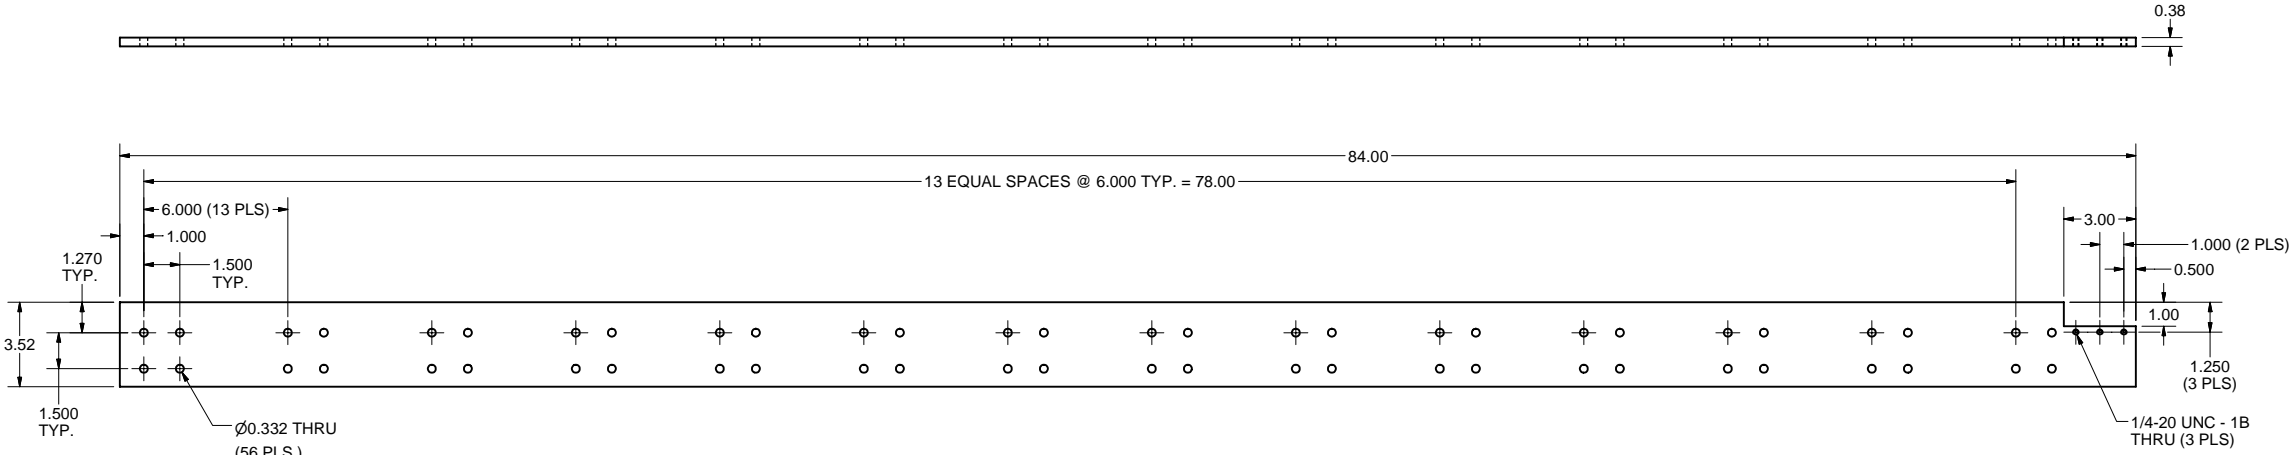 0.38
84.00
13 EQUAL SPACES @ 6.000 TYP. = 78.00
6.000 (13 PLS)
3.00
1.000
1.000 (2 PLS)
1.270
TYP.
1.500
TYP.
0.500
1.00
3.52
1.250
(3 PLS)
1.500
TYP.
Ø0.332 THRU
(56 PLS.)
1/4-20 UNC - 1B
THRU (3 PLS)